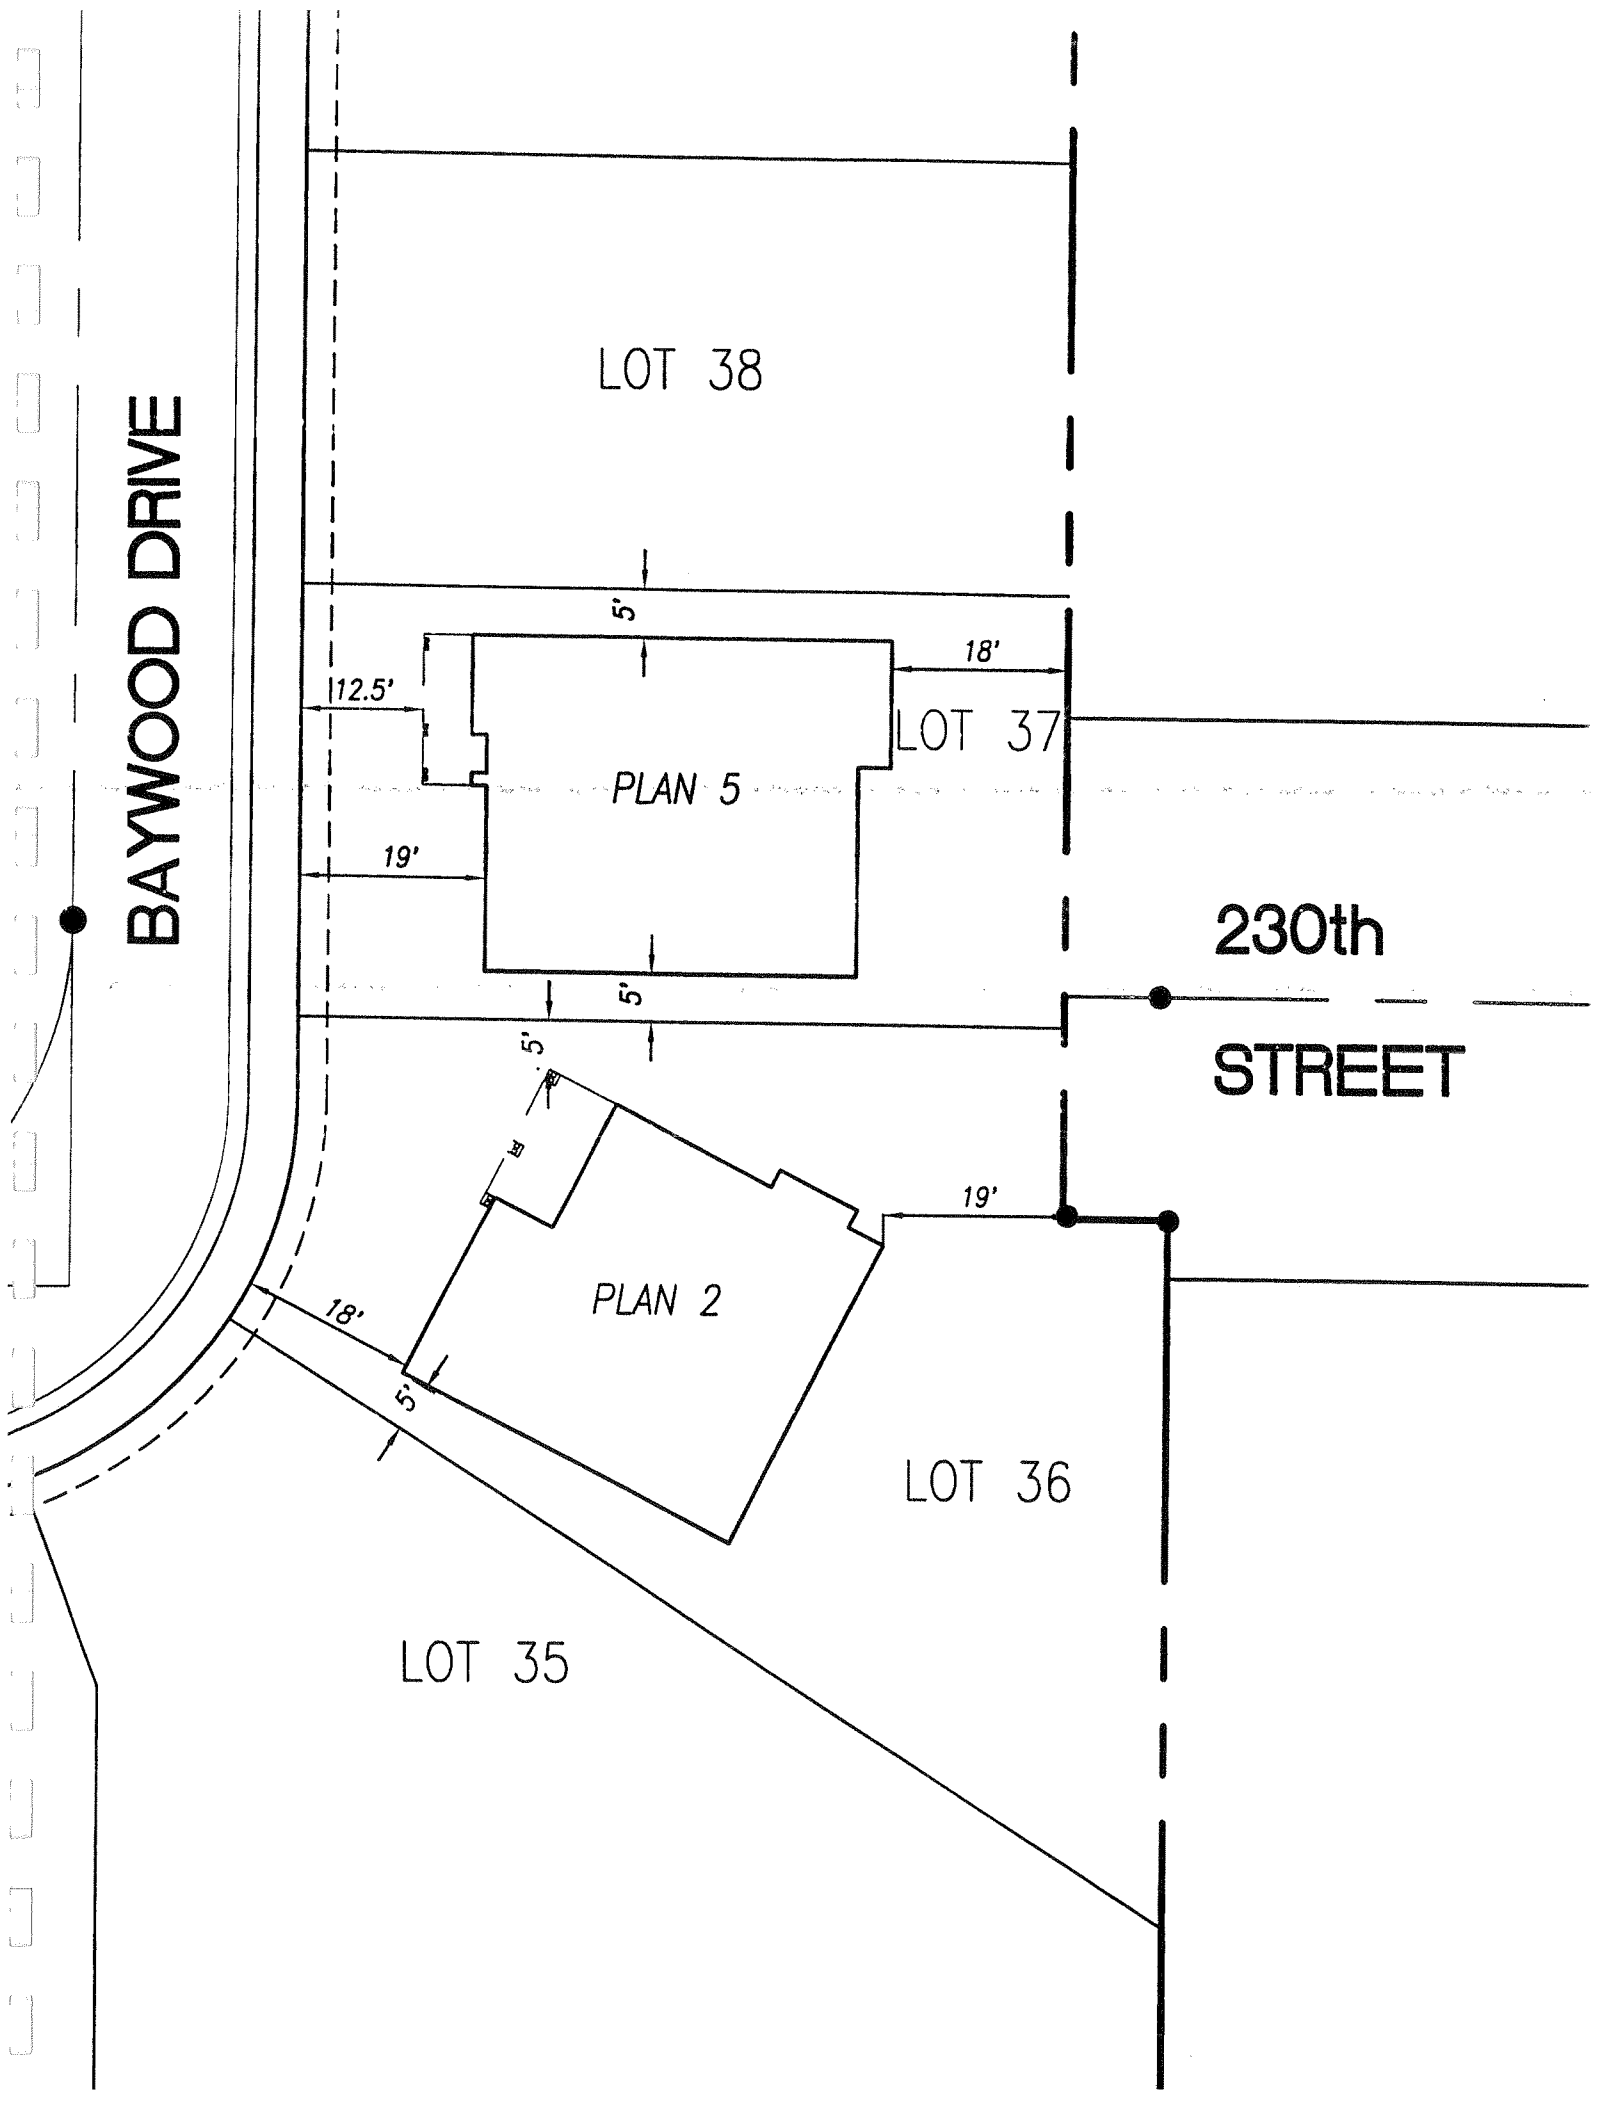 LOT 38
BAYWOOD DRIVE
5'
18'
12.5'
LOT 37
PLAN 5
19'
230th
STREET
5'
5'
19'
PLAN 2
18'
5'
LOT 36
LOT 35